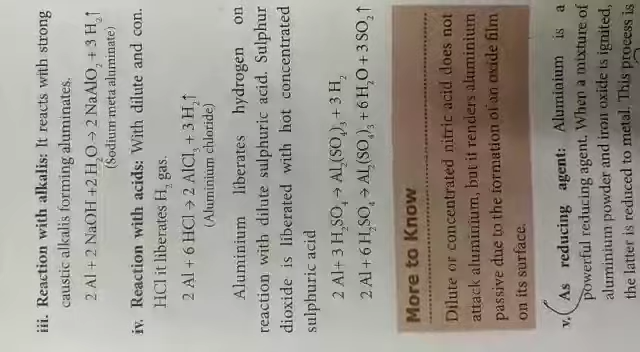 iii. Reaction with alkalis: It reacts with strong
caustic alkalis forming aluminates.
2 Al + 2 NaOH + 2 H₂O → 2 NaAlO₂ + 3 H₂↑
(Sodium meta aluminate)
iv. Reaction with acids: With dilute and con.
HCl it liberates H₂ gas.
2 Al + 6 HCl → 2 AlCl₃ + 3 H₂↑
(Aluminium chloride)
Aluminium liberates hydrogen on
reaction with dilute sulphuric acid. Sulphur
dioxide is liberated with hot concentrated
sulphuric acid
2 Al + 3 H₂SO₄ → Al₂(SO₄)₃ + 3 H₂
2 Al + 6 H₂SO₄ → Al₂(SO₄)₃ + 6 H₂O + 3 SO₂↑
More to Know
Dilute or concentrated nitric acid does not
attack aluminium, but it renders aluminium
passive due to the formation of an oxide film
on its surface.
v. As reducing agent: Aluminium is a
powerful reducing agent. When a mixture of
aluminium powder and iron oxide is ignited,
the latter is reduced to metal. This process is